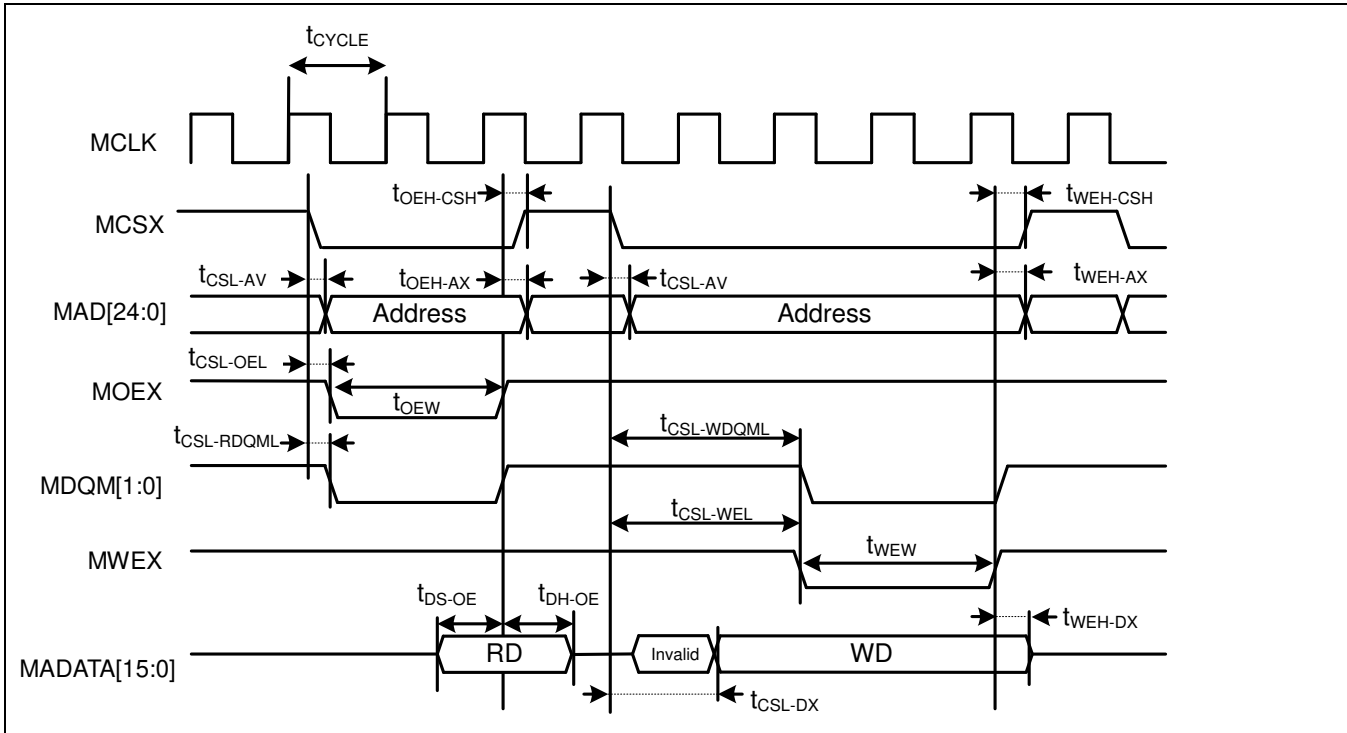 tCYCLE
MCLK
tOEH-CSH
tWEH-CSH
MCSX
tCSL-AV
tOEH-AX
tCSL-AV
tWEH-AX
MAD[24:0]
Address
Address
tCSL-OEL
MOEX
tOEW
tCSL-RDQML
tCSL-WDQML
MDQM[1:0]
tCSL-WEL
MWEX
tWEW
tDS-OE
tDH-OE
tWEH-DX
MADATA[15:0]
RD
Invalid
WD
tCSL-DX